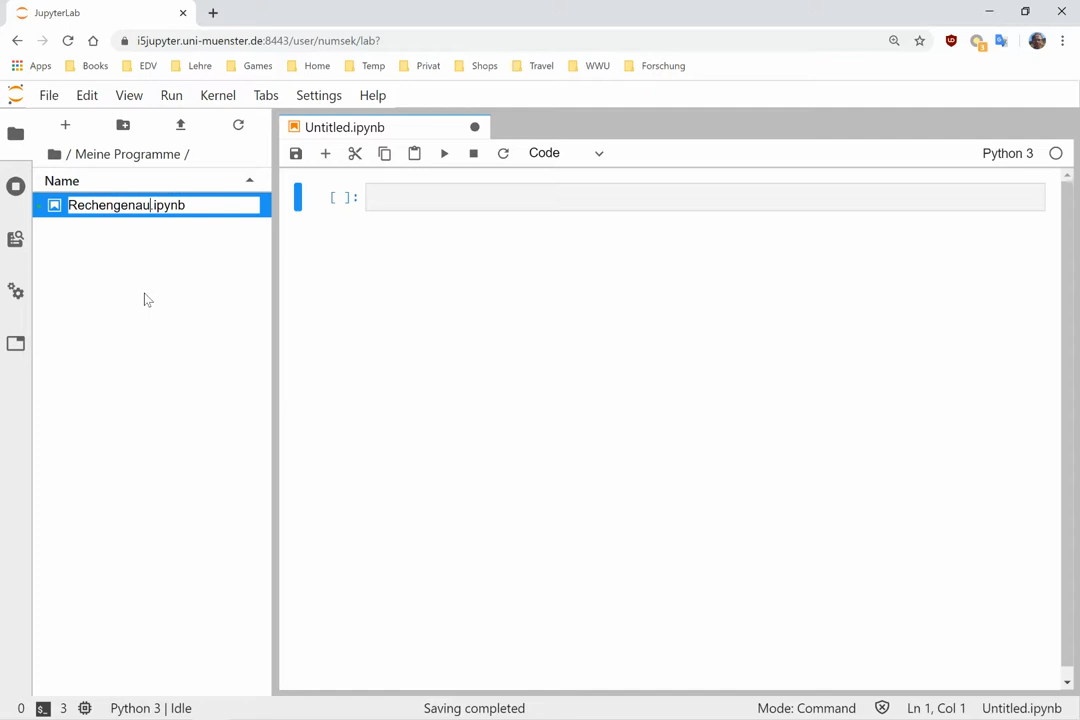 JupyterLab
i5jupyter.uni-muenster.de:8443/user/numsek/lab?
Apps Books EDV Lehre Games Home Temp Privat Shops Travel WWU Forschung
File Edit View Run Kernel Tabs Settings Help
Untitled.ipynb
/ Meine Programme /
Code
Python 3
Name
[ ]:
Rechengenau.ipynb
0 3 Python 3 | Idle Saving completed Mode: Command Ln 1, Col 1 Untitled.ipynb